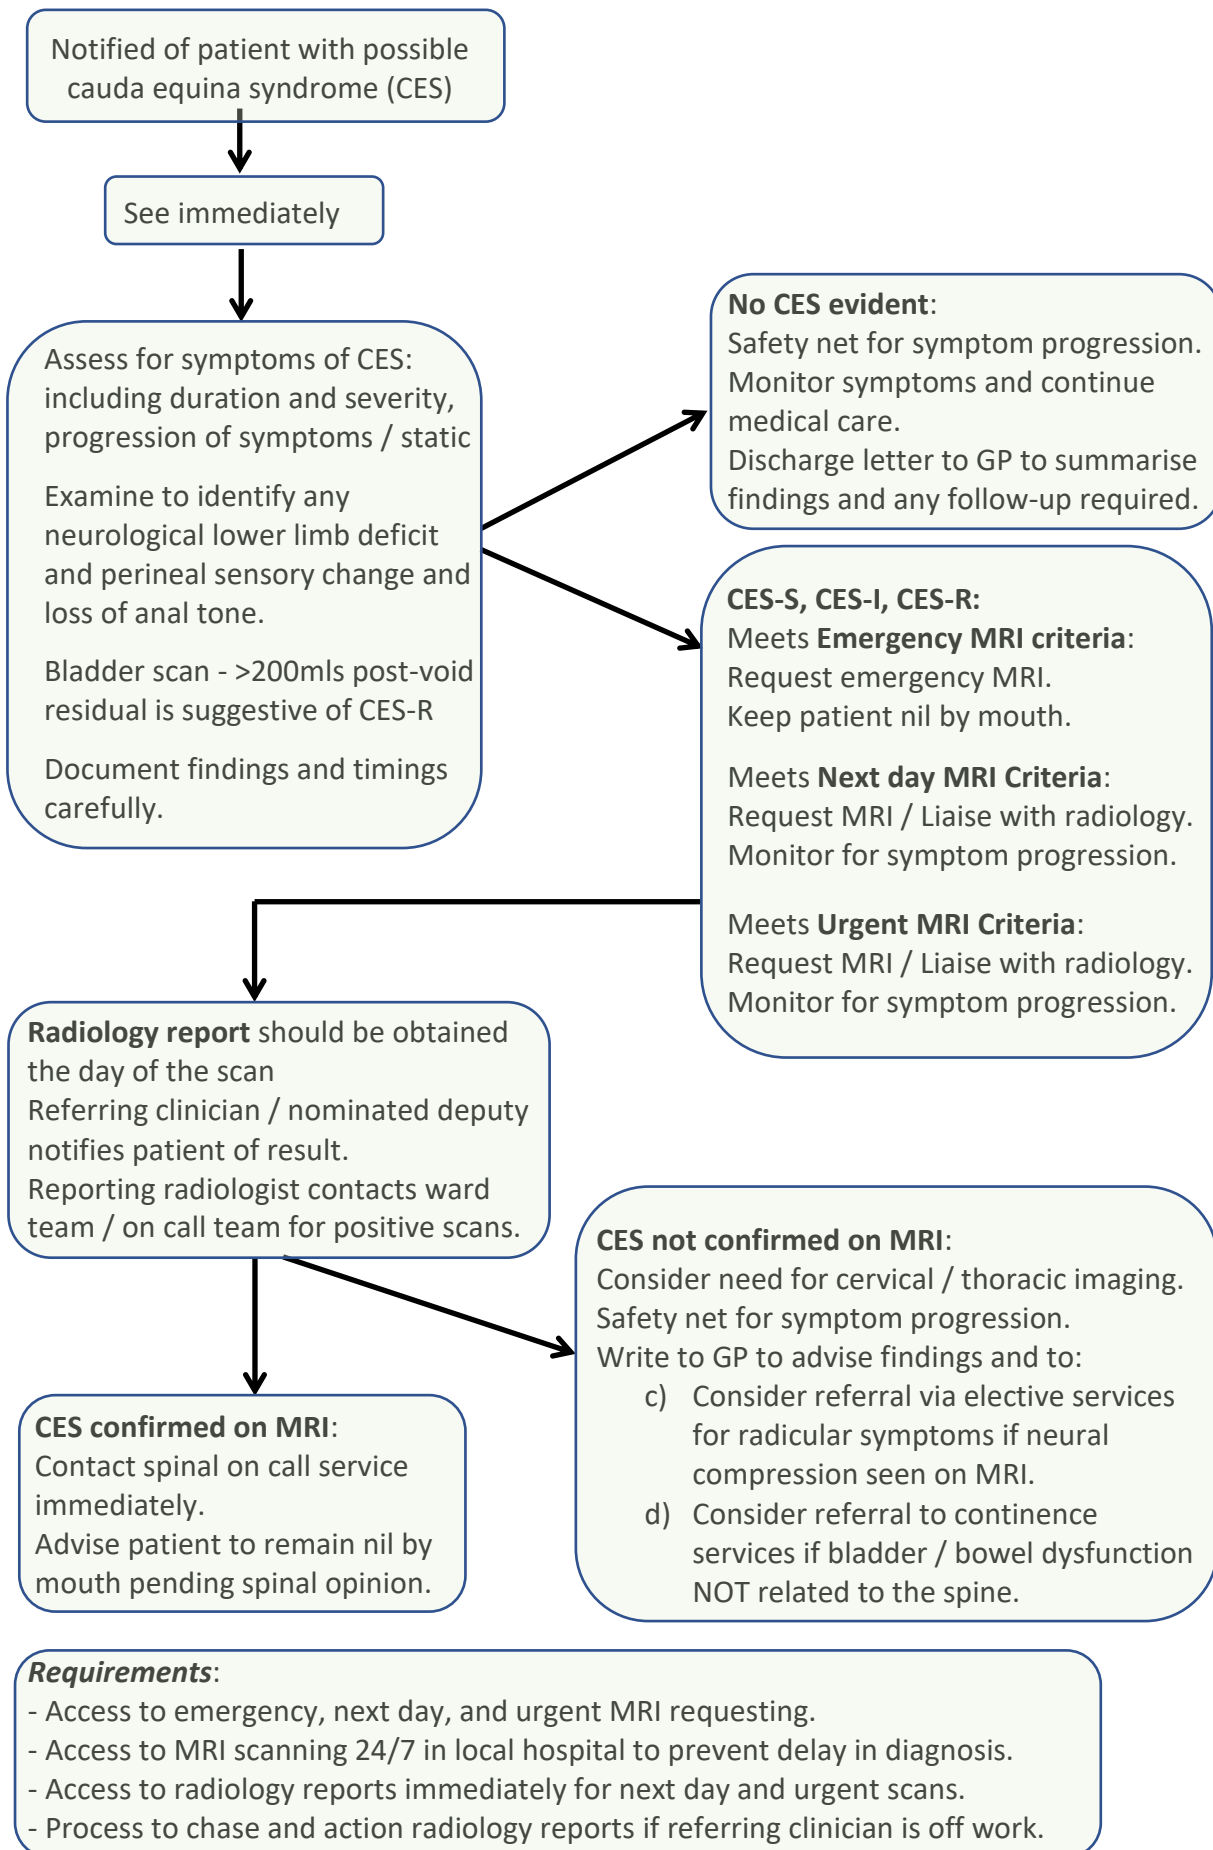 Notified of patient with possible
cauda equina syndrome (CES)
See immediately
Assess for symptoms of CES:
including duration and severity,
progression of symptoms / static
Examine to identify any
neurological lower limb deficit
and perineal sensory change and
loss of anal tone.
Bladder scan - >200mls post-void
residual is suggestive of CES-R
Document findings and timings
carefully.
No CES evident:
Safety net for symptom progression.
Monitor symptoms and continue
medical care.
Discharge letter to GP to summarise
findings and any follow-up required.
CES-S, CES-I, CES-R:
Meets Emergency MRI criteria:
Request emergency MRI.
Keep patient nil by mouth.
Meets Next day MRI Criteria:
Request MRI / Liaise with radiology.
Monitor for symptom progression.
Meets Urgent MRI Criteria:
Request MRI / Liaise with radiology.
Monitor for symptom progression.
Radiology report should be obtained
the day of the scan
Referring clinician / nominated deputy
notifies patient of result.
Reporting radiologist contacts ward
team / on call team for positive scans.
CES confirmed on MRI:
Contact spinal on call service
immediately.
Advise patient to remain nil by
mouth pending spinal opinion.
CES not confirmed on MRI:
Consider need for cervical / thoracic imaging.
Safety net for symptom progression.
Write to GP to advise findings and to:
c) Consider referral via elective services
for radicular symptoms if neural
compression seen on MRI.
d) Consider referral to continence
services if bladder / bowel dysfunction
NOT related to the spine.
Requirements:
- Access to emergency, next day, and urgent MRI requesting.
- Access to MRI scanning 24/7 in local hospital to prevent delay in diagnosis.
- Access to radiology reports immediately for next day and urgent scans.
- Process to chase and action radiology reports if referring clinician is off work.